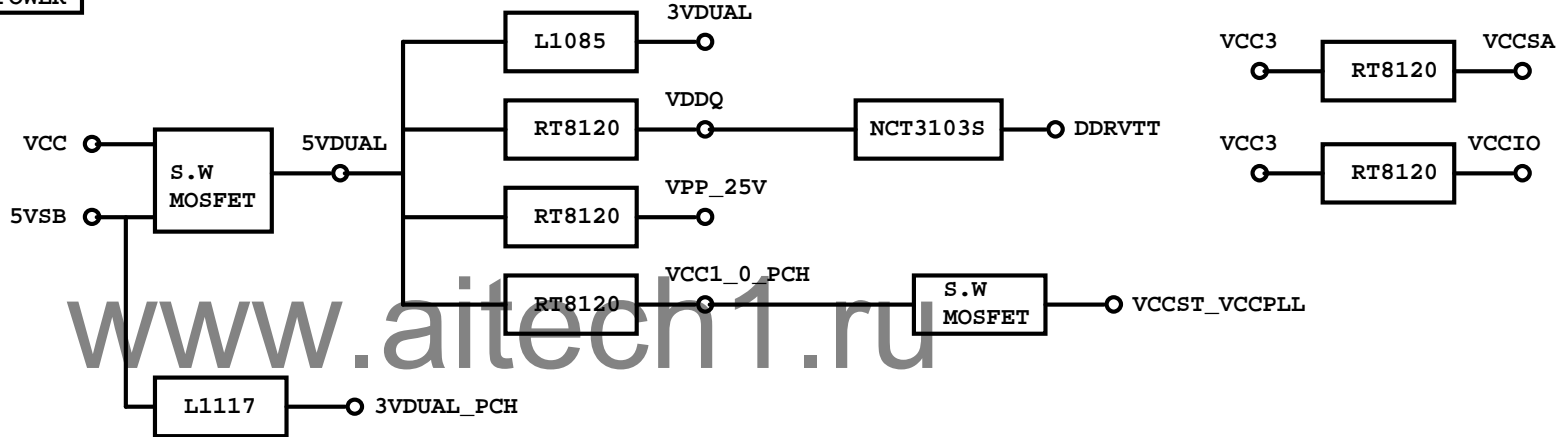 POWER
3VDUAL
L1085
VCC3
VCCSA
RT8120
VDDQ
RT8120
NCT3103S
DDRVTT
VCC
5VDUAL
S.W
MOSFET
VCC3
VCCIO
RT8120
VPP_25V
5VSB
RT8120
VCC1_0_PCH
RT8120
S.W
MOSFET
VCCST_VCCPLL
www.aitech1.ru
L1117
3VDUAL_PCH